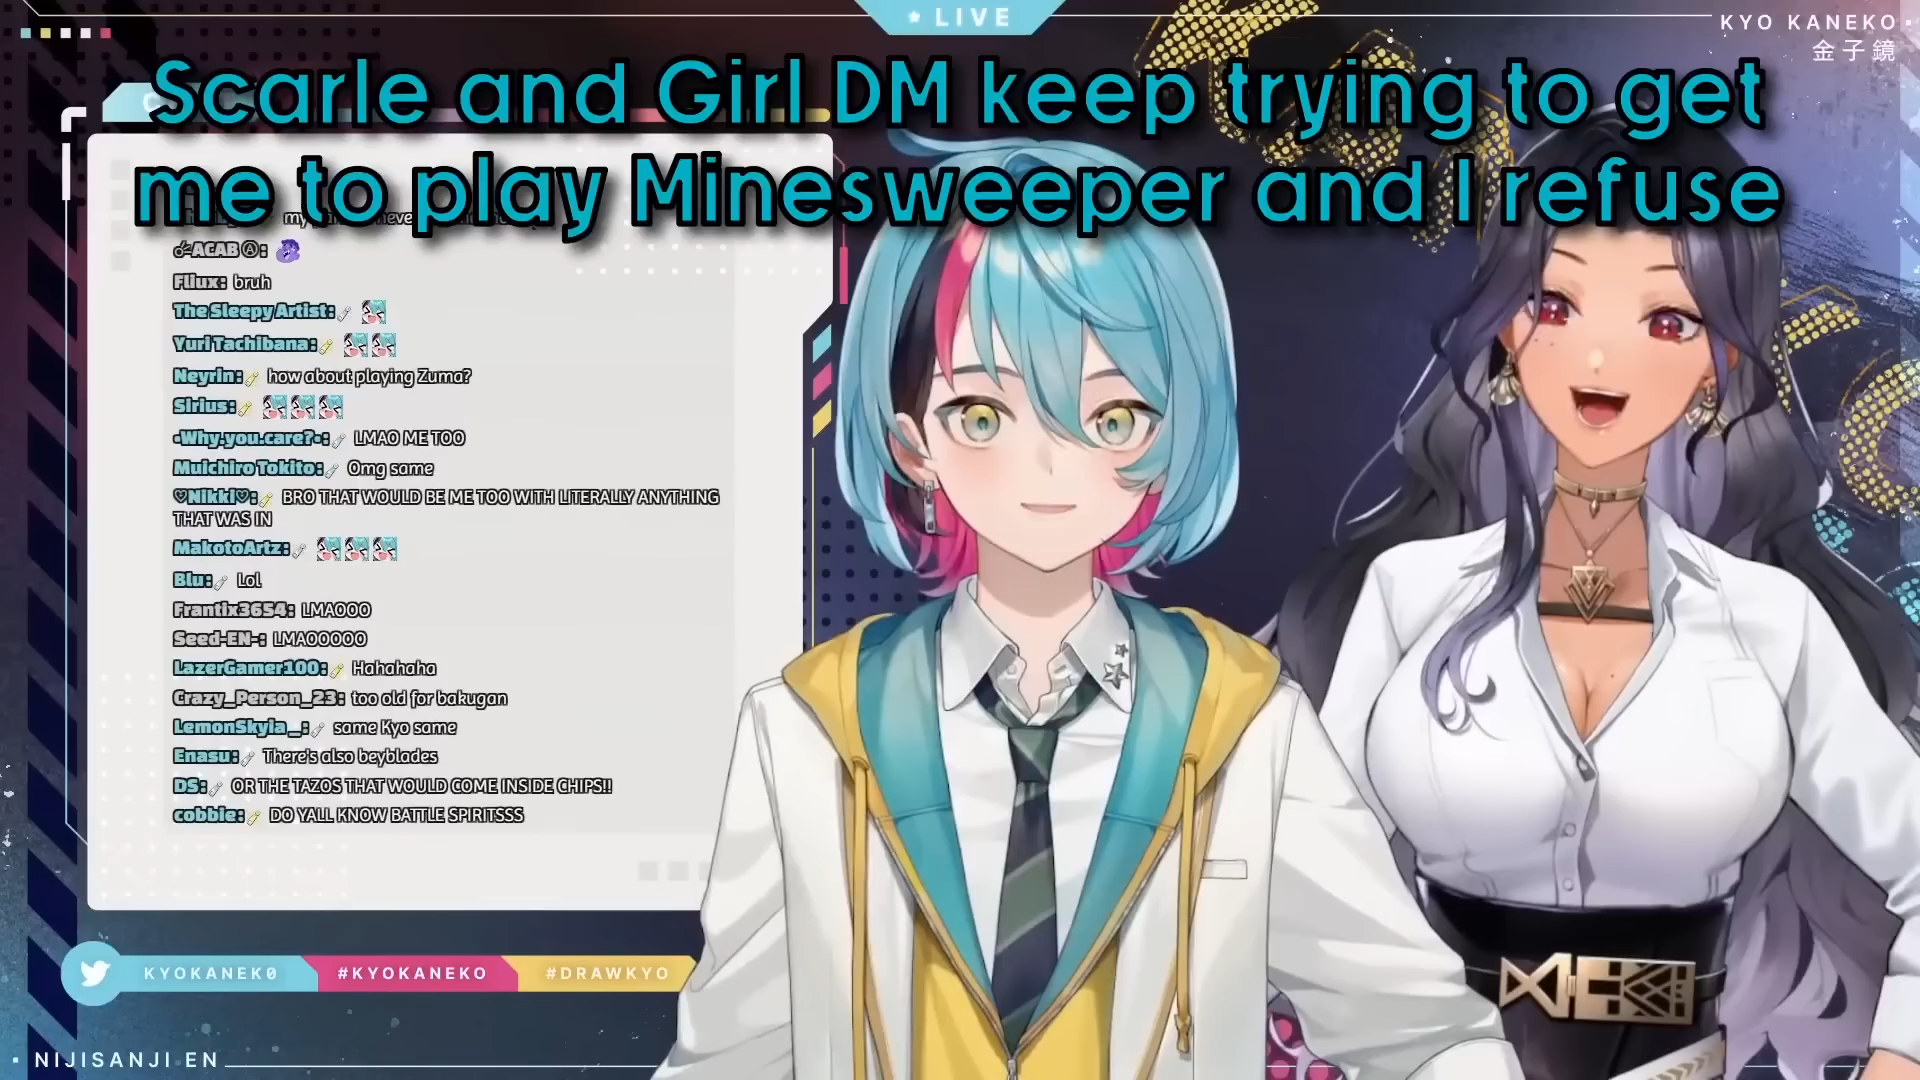 LIVE
KYO KANEKO
金子鏡
Scarle and Girl DM keep trying to get
me to play Minesweeper and I refuse
ACAB Ⓐ:
Fliux: bruh
The Sleepy Artist:
Yuri Tachibana:
Neyrin: how about playing Zuma?
Sirius:
•Why.you.care?•: LMAO ME TOO
Muichiro Tokito: Omg same
♡Nikki♡: BRO THAT WOULD BE ME TOO WITH LITERALLY ANYTHING
THAT WAS IN
MakotoArtz:
Blu: Lol
Frantix3654: LMAOOO
Seed-EN-: LMAOOOOO
LazerGamer100: Hahahaha
Crazy_Person_23: too old for bakugan
LemonSkyla_: same Kyo same
Enasu: There's also beyblades
DS: OR THE TAZOS THAT WOULD COME INSIDE CHIPS!!
cobble: DO YALL KNOW BATTLE SPIRITSSS
KYOKANEK0 #KYOKANEKO #DRAWKYO
NIJISANJI EN